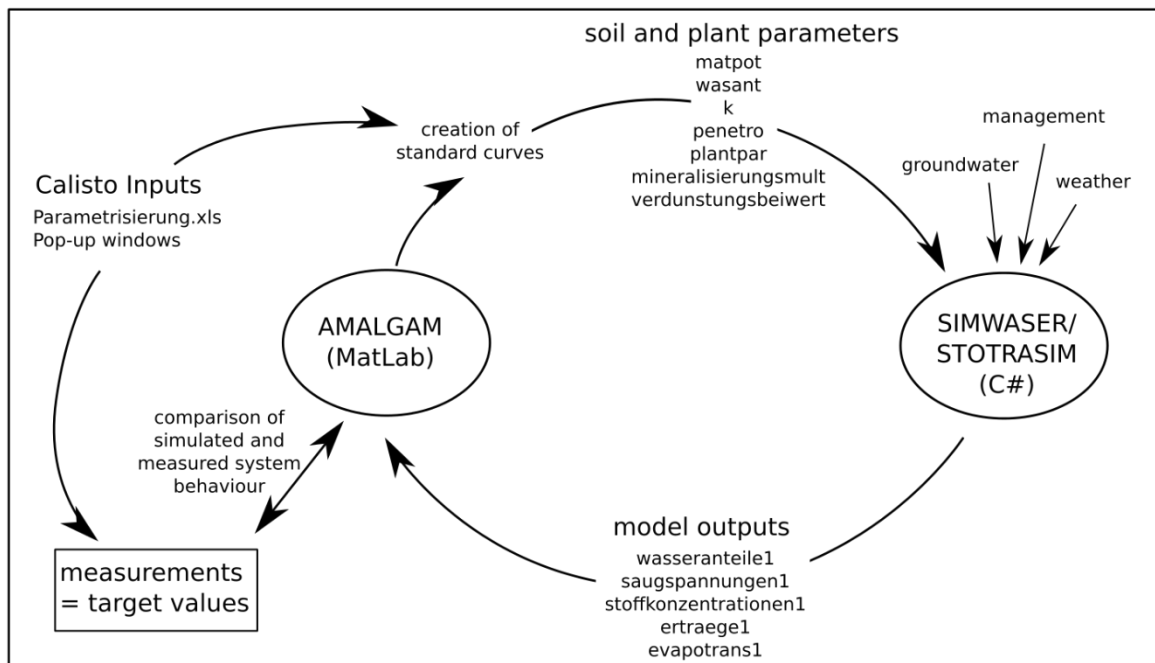 soil and plant parameters
matpot
wasant
k
penetro
plantpar
mineralisierungsmult
verdunstungsbeiwert
creation of
standard curves
management
groundwater
weather
Calisto Inputs
Parametrisierung.xls
Pop-up windows
AMALGAM
(MatLab)
SIMWASER/
STOTRASIM
(C#)
comparison of
simulated and
measured system
behaviour
measurements
= target values
model outputs
wasseranteile1
saugspannungen1
stoffkonzentrationen1
ertraege1
evapotrans1